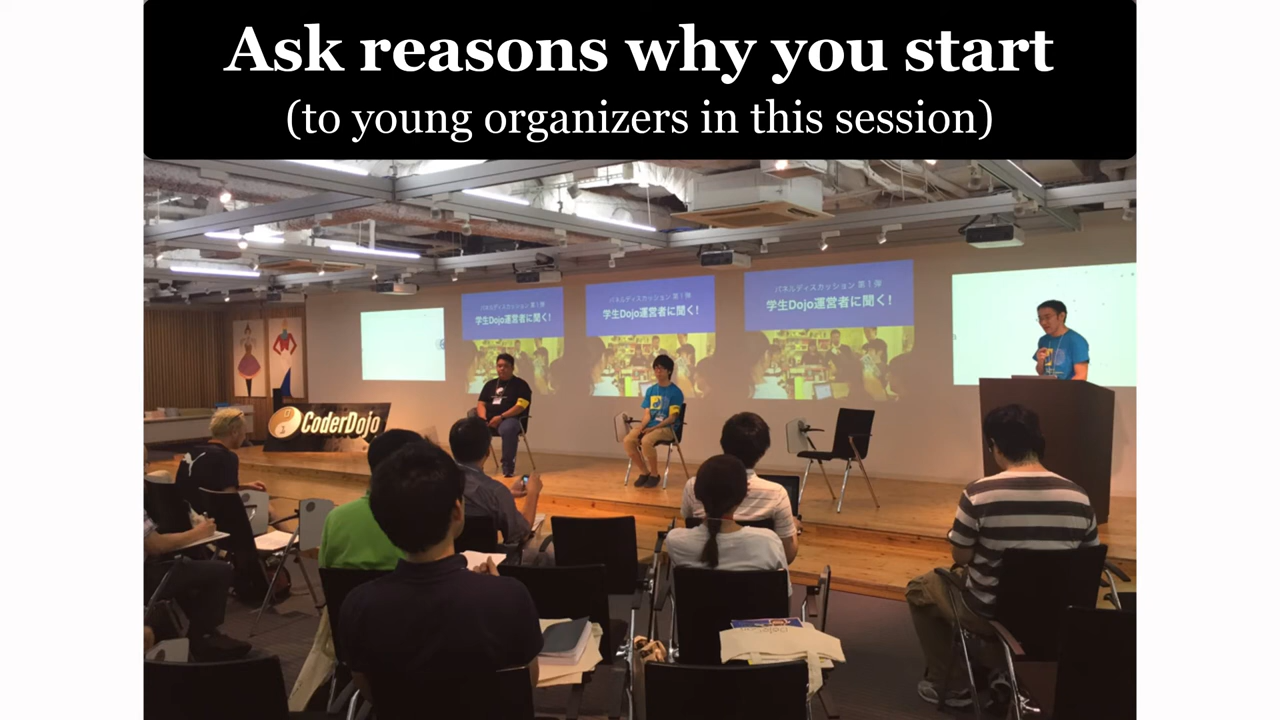 Ask reasons why you start
(to young organizers in this session)
パネルディスカッション 第1弾
学生Dojo運営者に聞く!
パネルディスカッション 第1弾
学生Dojo運営者に聞く!
パネルディスカッション 第1弾
学生Dojo運営者に聞く!
CoderDojo